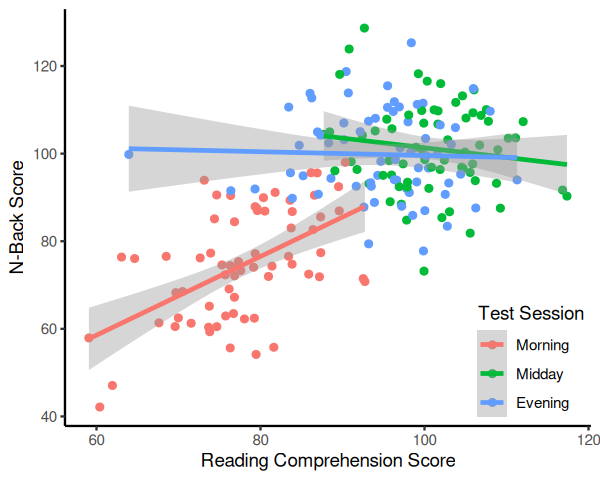 120
100
80
60
40
N-Back Score
60
80
100
120
Reading Comprehension Score
Test Session
Morning
Midday
Evening